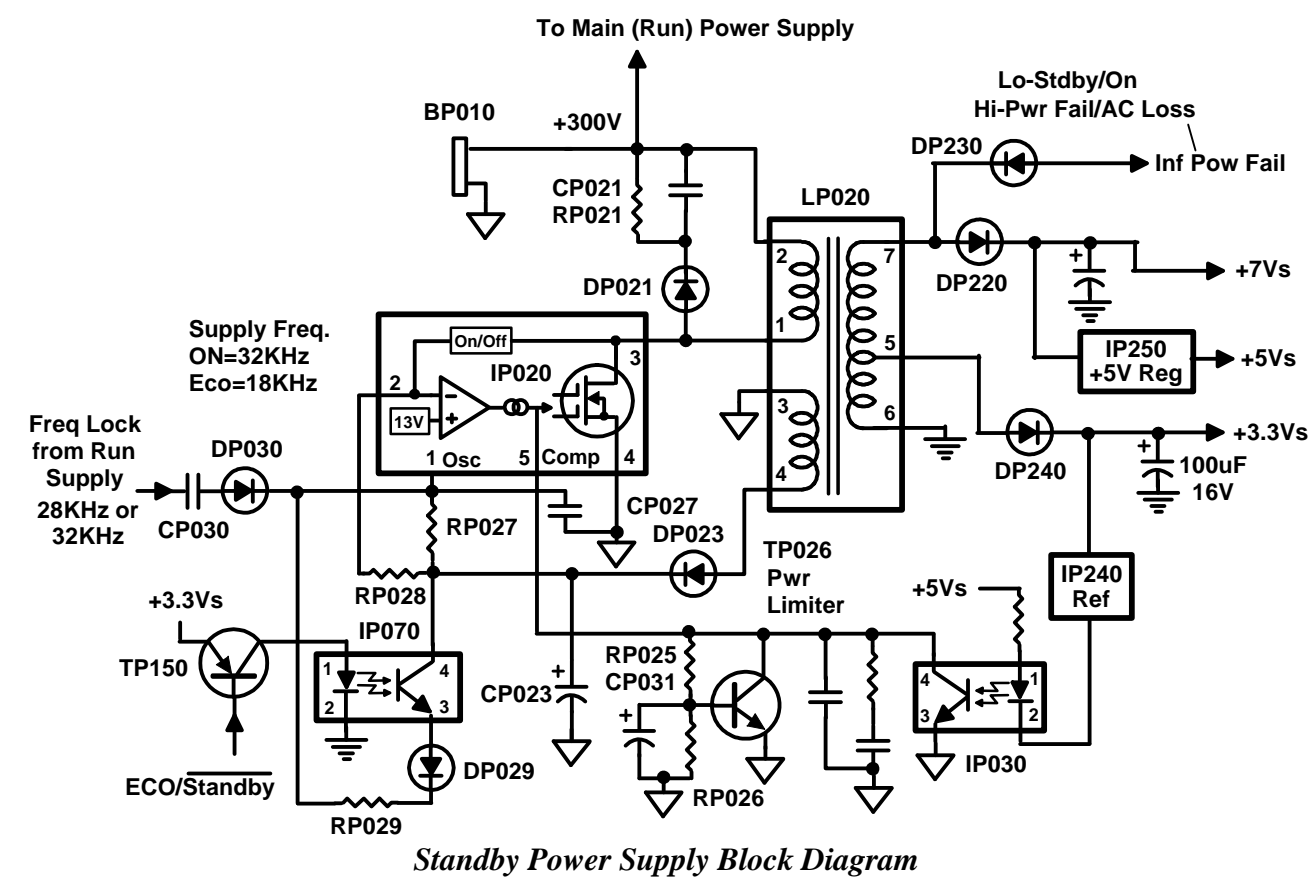 To Main (Run) Power Supply
Lo-Stdby/On
Hi-Pwr Fail/AC Loss
BP010
+300V
DP230
Inf Pow Fail
CP021
RP021
LP020
2
7
DP021
DP220
+
+7Vs
Supply Freq.
ON=32KHz
Eco=18KHz
On/Off
3
1
5
IP250
+5V Reg
+5Vs
2
IP020
–
+
13V
3
6
Freq Lock
from Run
Supply
28KHz or
32KHz
DP030
1 Osc
5 Comp
4
4
DP240
+3.3Vs
+
100uF
16V
CP030
RP027
CP027
DP023
TP026
Pwr
Limiter
RP028
IP240
Ref
+5Vs
+3.3Vs
IP070
TP150
1
4
2
3
CP023
+
RP025
CP031
+
4
1
3
2
IP030
DP029
RP026
ECO/Standby
RP029
Standby Power Supply Block Diagram